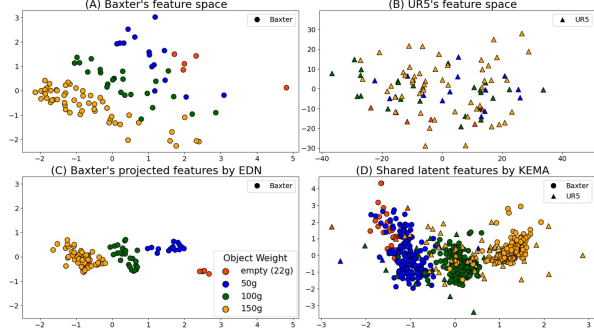 (A) Baxter's feature space
Baxter
3
2
1
0
−1
−2
−2 −1 0 1 2 3 4 5
(B) UR5's feature space
UR5
30
20
10
0
−10
−20
−30
−40 −20 0 20 40
(C) Baxter's projected features by EDN
Baxter
3
2
1
0
−1
−2
Object Weight
empty (22g)
50g
100g
150g
−2 −1 0 1 2 3 4 5
(D) Shared latent features by KEMA
Baxter
UR5
4
3
2
1
0
−1
−2
−3
−3 −2 −1 0 1 2 3